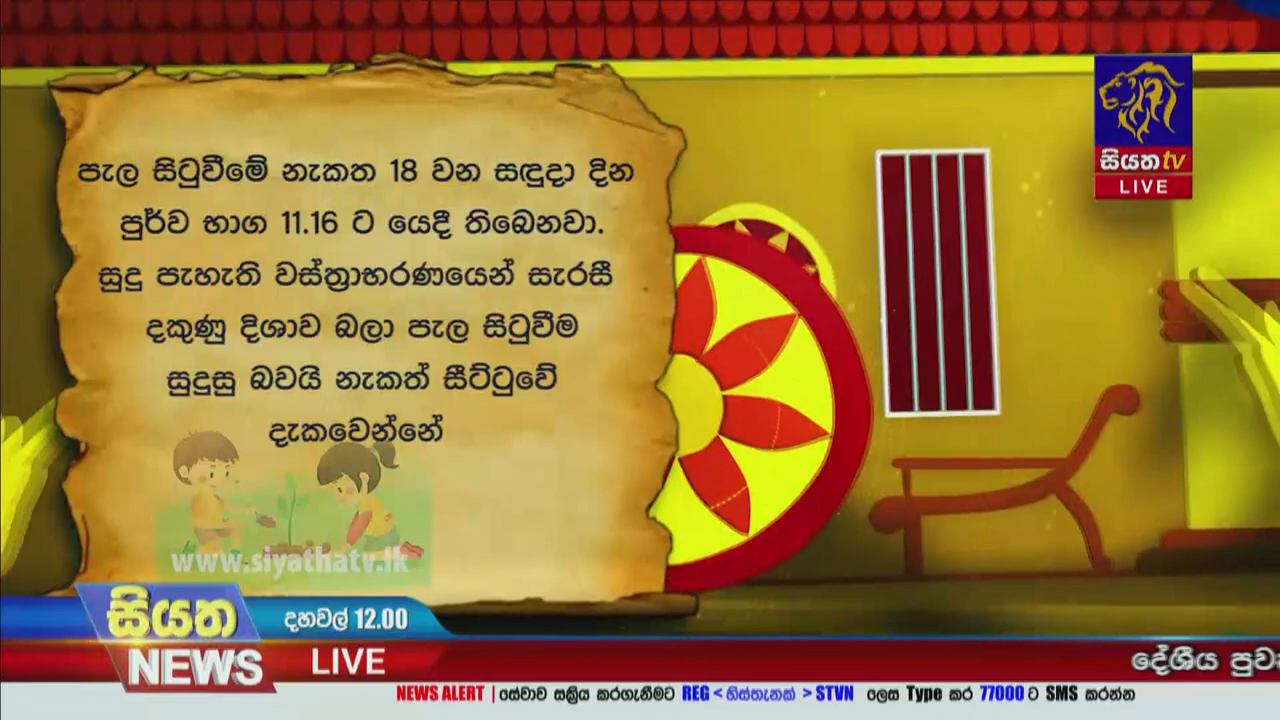 පැල සිටුවීමේ නැකත 18 වන සඳුදා දින
පුර්ව භාග 11.16 ට යෙදී තිබෙනවා.
සුදු පැහැති වස්ත්‍රාභරණයෙන් සැරසී
දකුණු දිශාව බලා පැල සිටුවීම
සුදුසු බවයි නැකත් සීට්ටුවේ
දැක්වෙන්නේ
සියත tv
LIVE
www.siyathatv.lk
සියත දහවල් 12.00
NEWS LIVE
දේශීය පුව
NEWS ALERT | සේවාව සක්‍රිය කරගැනීමට REG < හිස්තැනක් > STVN ලෙස Type කර 77000 ට SMS කරන්න